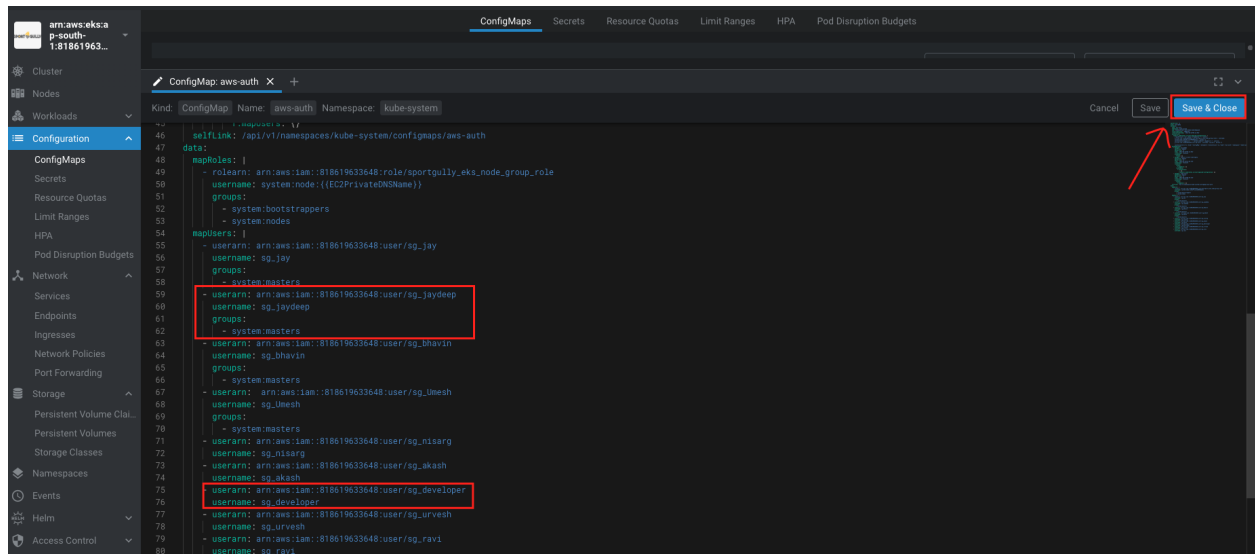 arn:aws:eks:a
p-south-
1:81861963...
ConfigMaps Secrets Resource Quotas Limit Ranges HPA Pod Disruption Budgets
Cluster
Nodes
Workloads
Configuration
ConfigMaps
Secrets
Resource Quotas
Limit Ranges
HPA
Pod Disruption Budgets
Network
Services
Endpoints
Ingresses
Network Policies
Port Forwarding
Storage
Persistent Volume Clai...
Persistent Volumes
Storage Classes
Namespaces
Events
Helm
Access Control
ConfigMap: aws-auth
Kind: ConfigMap Name: aws-auth Namespace: kube-system Cancel Save Save & Close
45 f:mapUsers: {}
46 selfLink: /api/v1/namespaces/kube-system/configmaps/aws-auth
47 data:
48 mapRoles: |
49 - rolearn: arn:aws:iam::818619633648:role/sportgully_eks_node_group_role
50 username: system:node:{{EC2PrivateDNSName}}
51 groups:
52 - system:bootstrappers
53 - system:nodes
54 mapUsers: |
55 - userarn: arn:aws:iam::818619633648:user/sg_jay
56 username: sg_jay
57 groups:
58 - system:masters
59 - userarn: arn:aws:iam::818619633648:user/sg_jaydeep
60 username: sg_jaydeep
61 groups:
62 - system:masters
63 - userarn: arn:aws:iam::818619633648:user/sg_bhavin
64 username: sg_bhavin
65 groups:
66 - system:masters
67 - userarn: arn:aws:iam::818619633648:user/sg_Umesh
68 username: sg_Umesh
69 groups:
70 - system:masters
71 - userarn: arn:aws:iam::818619633648:user/sg_nisarg
72 username: sg_nisarg
73 - userarn: arn:aws:iam::818619633648:user/sg_akash
74 username: sg_akash
75 - userarn: arn:aws:iam::818619633648:user/sg_developer
76 username: sg_developer
77 - userarn: arn:aws:iam::818619633648:user/sg_urvesh
78 username: sg_urvesh
79 - userarn: arn:aws:iam::818619633648:user/sg_ravi
80 username: sg_ravi